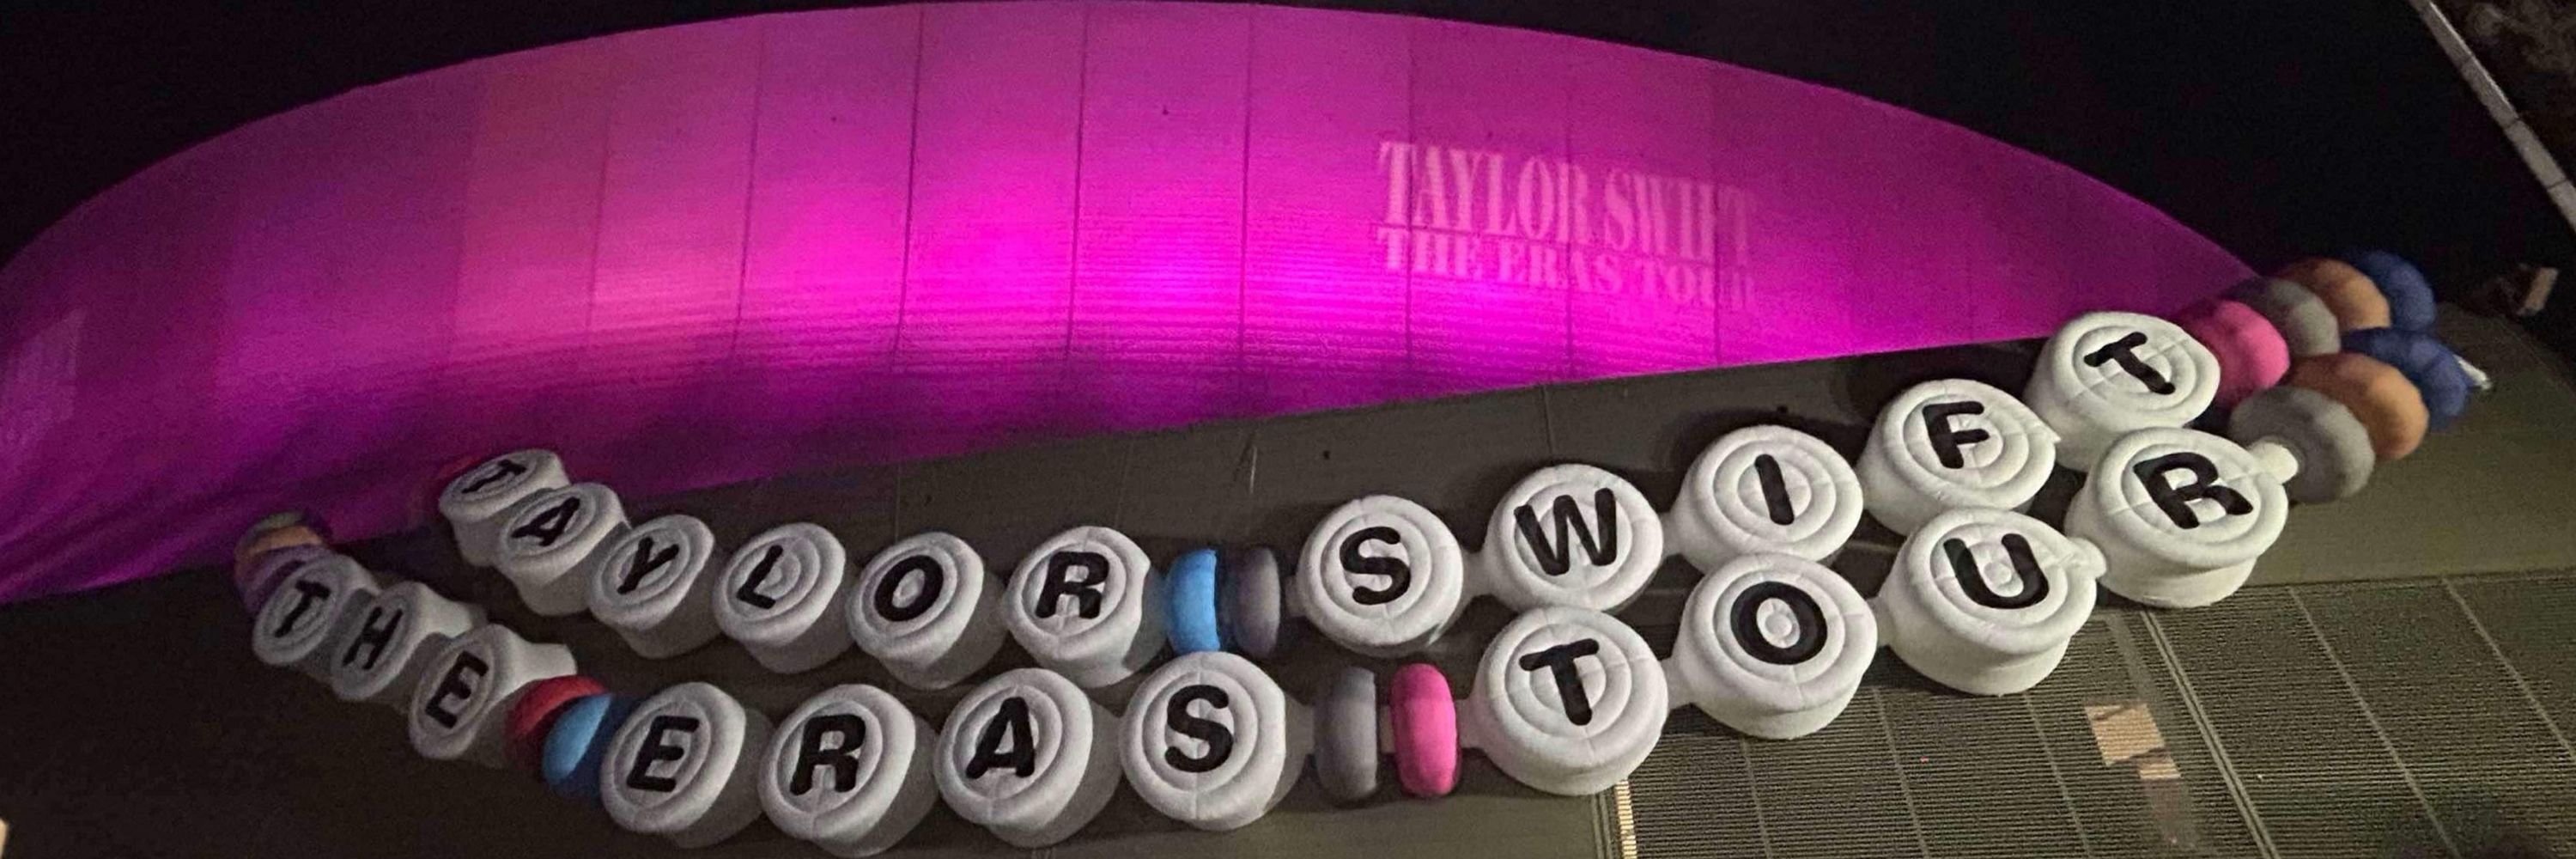 TAYLOR SWIFT
THE ERAS TOUR
TAYLOR SWIFT
THE ERAS TOUR